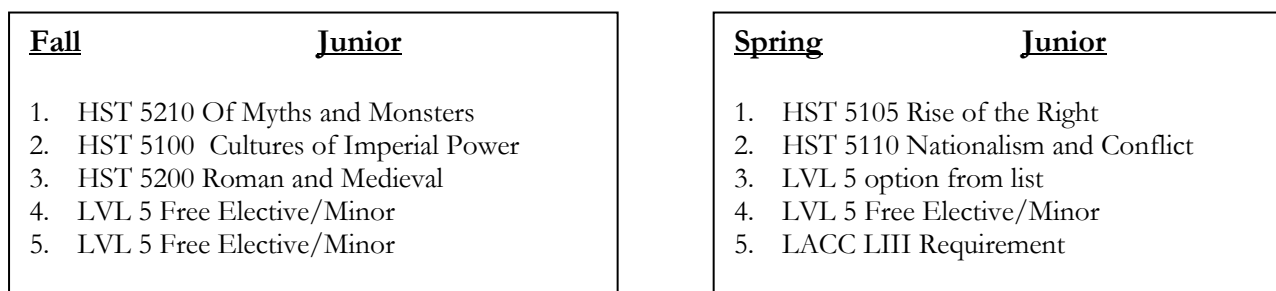 Fall Junior
1. HST 5210 Of Myths and Monsters
2. HST 5100 Cultures of Imperial Power
3. HST 5200 Roman and Medieval
4. LVL 5 Free Elective/Minor
5. LVL 5 Free Elective/Minor
Spring Junior
1. HST 5105 Rise of the Right
2. HST 5110 Nationalism and Conflict
3. LVL 5 option from list
4. LVL 5 Free Elective/Minor
5. LACC LIII Requirement